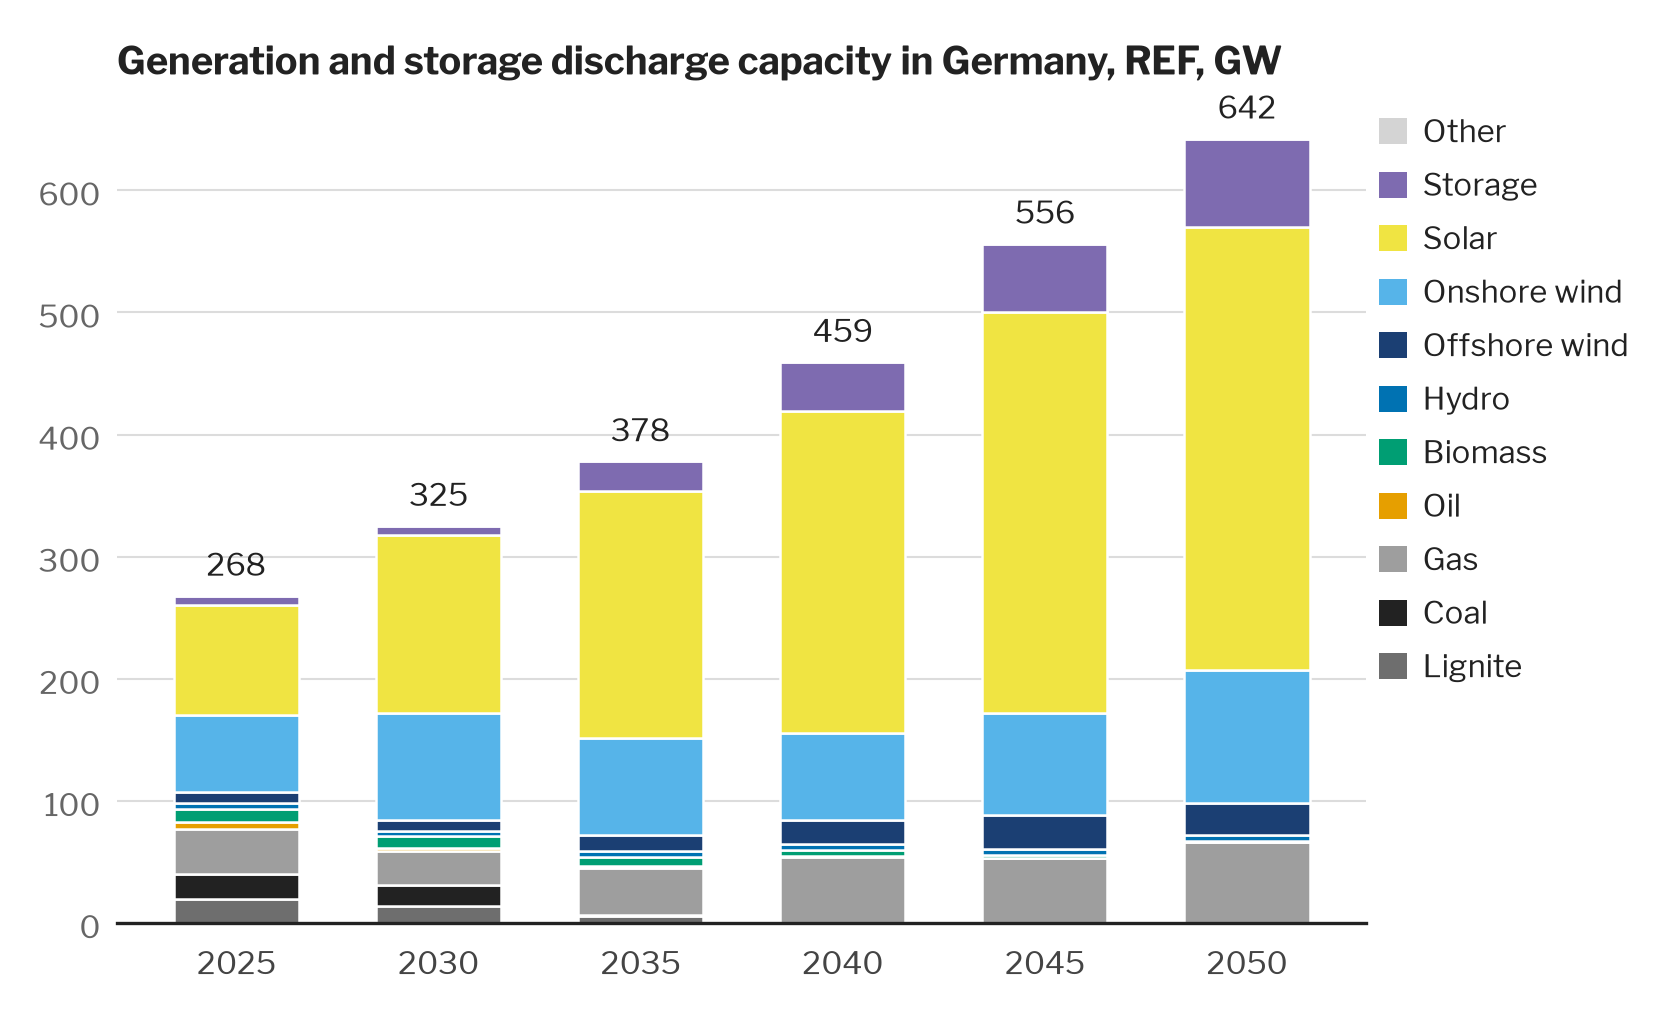 Generation and storage discharge capacity in Germany, REF, GW
642
600
556
500
459
400
378
325
300
268
200
100
0
2025 2030 2035 2040 2045 2050
Other
Storage
Solar
Onshore wind
Offshore wind
Hydro
Biomass
Oil
Gas
Coal
Lignite